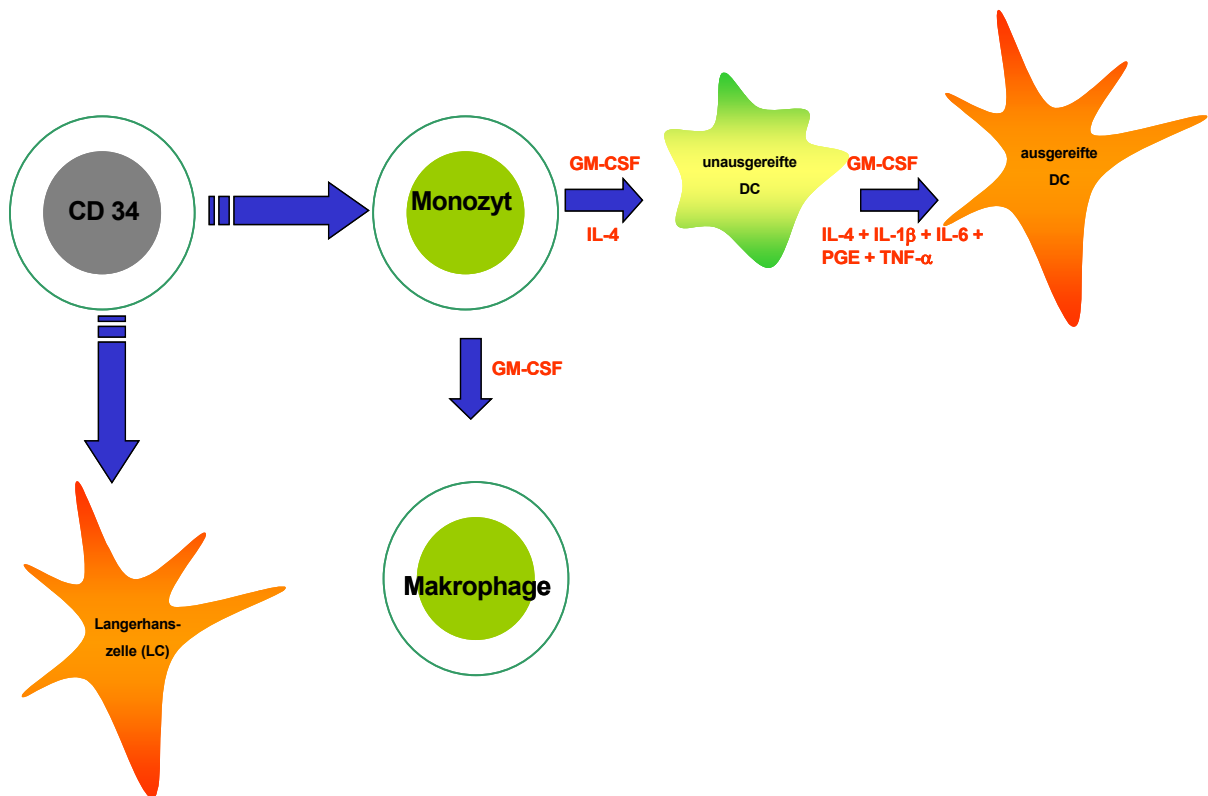 CD 34
Monozyt
GM-CSF
IL-4
unausgereifte
DC
GM-CSF
IL-4 + IL-1β + IL-6 +
PGE + TNF-α
ausgereifte
DC
GM-CSF
Makrophage
Langerhans-
zelle (LC)